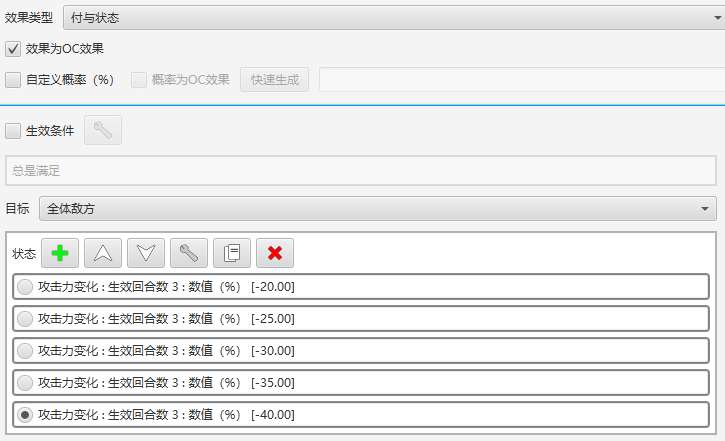 效果类型 付与状态
效果为OC效果
自定义概率（%） 概率为OC效果 快速生成
生效条件
总是满足
目标 全体敌方
状态
攻击力变化 : 生效回合数 3 : 数值（%） [-20.00]
攻击力变化 : 生效回合数 3 : 数值（%） [-25.00]
攻击力变化 : 生效回合数 3 : 数值（%） [-30.00]
攻击力变化 : 生效回合数 3 : 数值（%） [-35.00]
攻击力变化 : 生效回合数 3 : 数值（%） [-40.00]